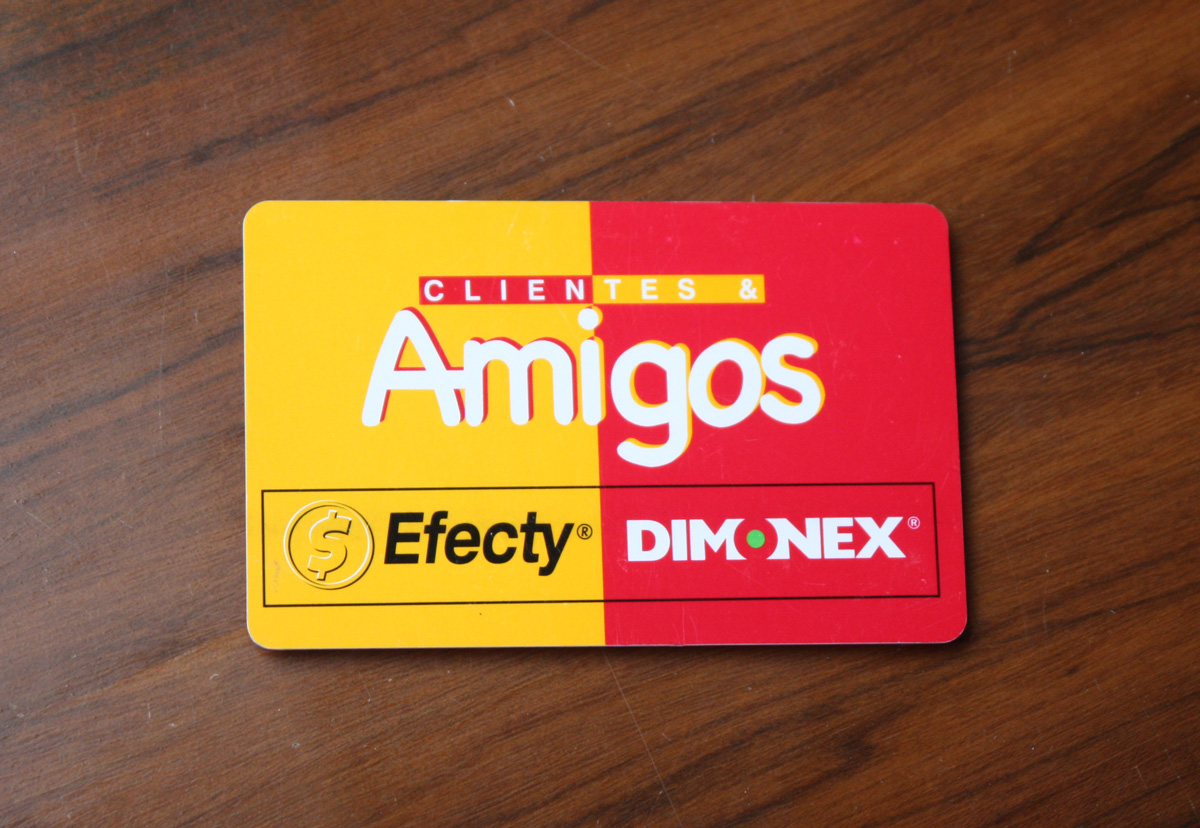 CLIENTES &
Amigos
$ Efecty® DIMONEX®